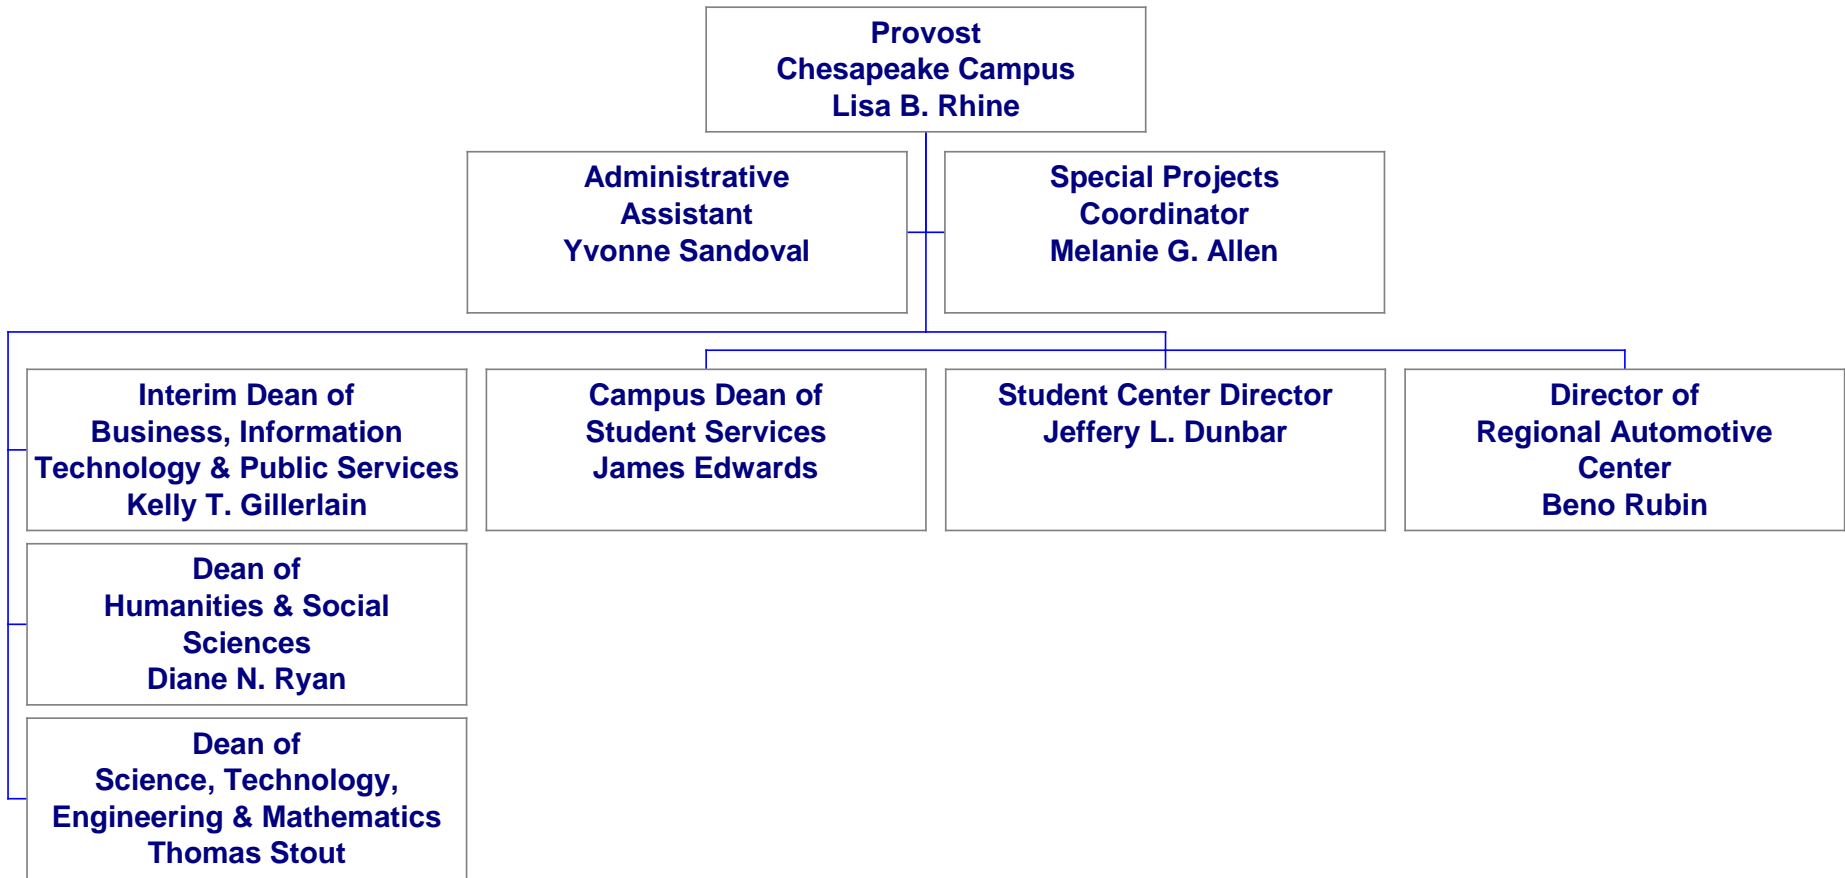 Provost
Chesapeake Campus
Lisa B. Rhine
Administrative
Assistant
Yvonne Sandoval
Special Projects
Coordinator
Melanie G. Allen
Interim Dean of
Business, Information
Technology & Public Services
Kelly T. Gillerlain
Campus Dean of
Student Services
James Edwards
Student Center Director
Jeffery L. Dunbar
Director of
Regional Automotive
Center
Beno Rubin
Dean of
Humanities & Social
Sciences
Diane N. Ryan
Dean of
Science, Technology,
Engineering & Mathematics
Thomas Stout